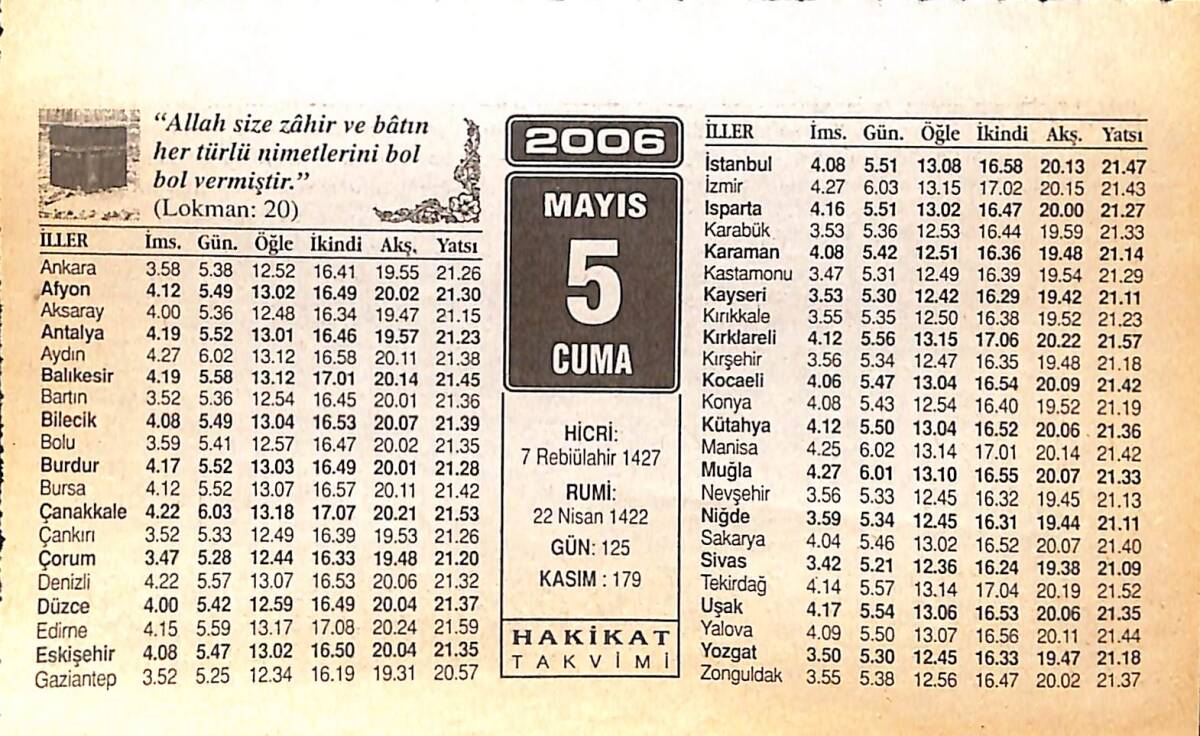 “Allah size zâhir ve bâtın
her türlü nimetlerini bol
bol vermiştir.”
(Lokman: 20)
İLLER İms. Gün. Öğle İkindi Akş. Yatsı
Ankara 3.58 5.38 12.52 16.41 19.55 21.26
Afyon 4.12 5.49 13.02 16.49 20.02 21.30
Aksaray 4.00 5.36 12.48 16.34 19.47 21.15
Antalya 4.19 5.52 13.01 16.46 19.57 21.23
Aydın 4.27 6.02 13.12 16.58 20.11 21.38
Balıkesir 4.19 5.58 13.12 17.01 20.14 21.45
Bartın 3.52 5.36 12.54 16.45 20.01 21.36
Bilecik 4.08 5.49 13.04 16.53 20.07 21.39
Bolu 3.59 5.41 12.57 16.47 20.02 21.35
Burdur 4.17 5.52 13.03 16.49 20.01 21.28
Bursa 4.12 5.52 13.07 16.57 20.11 21.42
Çanakkale 4.22 6.03 13.18 17.07 20.21 21.53
Çankırı 3.52 5.33 12.49 16.39 19.53 21.26
Çorum 3.47 5.28 12.44 16.33 19.48 21.20
Denizli 4.22 5.57 13.07 16.53 20.06 21.32
Düzce 4.00 5.42 12.59 16.49 20.04 21.37
Edirne 4.15 5.59 13.17 17.08 20.24 21.59
Eskişehir 4.08 5.47 13.02 16.50 20.04 21.35
Gaziantep 3.52 5.25 12.34 16.19 19.31 20.57
2006
MAYIS
5
CUMA
HİCRİ:
7 Rebiülahir 1427
RUMİ:
22 Nisan 1422
GÜN: 125
KASIM : 179
HAKİKAT
TAKVİMİ
İLLER İms. Gün. Öğle İkindi Akş. Yatsı
İstanbul 4.08 5.51 13.08 16.58 20.13 21.47
İzmir 4.27 6.03 13.15 17.02 20.15 21.43
Isparta 4.16 5.51 13.02 16.47 20.00 21.27
Karabük 3.53 5.36 12.53 16.44 19.59 21.33
Karaman 4.08 5.42 12.51 16.36 19.48 21.14
Kastamonu 3.47 5.31 12.49 16.39 19.54 21.29
Kayseri 3.53 5.30 12.42 16.29 19.42 21.11
Kırıkkale 3.55 5.35 12.50 16.38 19.52 21.23
Kırklareli 4.12 5.56 13.15 17.06 20.22 21.57
Kırşehir 3.56 5.34 12.47 16.35 19.48 21.18
Kocaeli 4.06 5.47 13.04 16.54 20.09 21.42
Konya 4.08 5.43 12.54 16.40 19.52 21.19
Kütahya 4.12 5.50 13.04 16.52 20.06 21.36
Manisa 4.25 6.02 13.14 17.01 20.14 21.42
Muğla 4.27 6.01 13.10 16.55 20.07 21.33
Nevşehir 3.56 5.33 12.45 16.32 19.45 21.13
Niğde 3.59 5.34 12.45 16.31 19.44 21.11
Sakarya 4.04 5.46 13.02 16.52 20.07 21.40
Sivas 3.42 5.21 12.36 16.24 19.38 21.09
Tekirdağ 4.14 5.57 13.14 17.04 20.19 21.52
Uşak 4.17 5.54 13.06 16.53 20.06 21.35
Yalova 4.09 5.50 13.07 16.56 20.11 21.44
Yozgat 3.50 5.30 12.45 16.33 19.47 21.18
Zonguldak 3.55 5.38 12.56 16.47 20.02 21.37